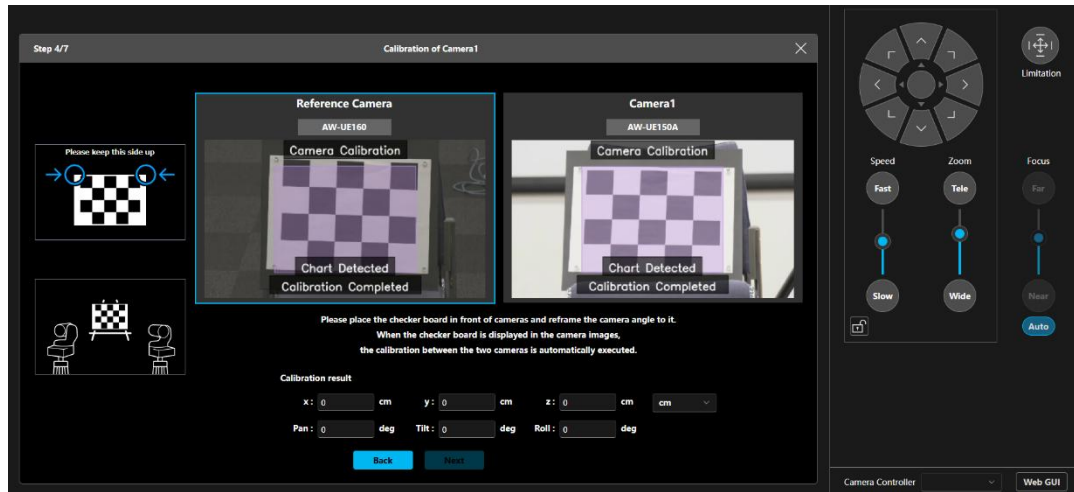 Step 4/7
Calibration of Camera1
Please keep this side up
Reference Camera
AW-UE160
Camera Calibration
Chart Detected
Calibration Completed
Camera1
AW-UE150A
Camera Calibration
Chart Detected
Calibration Completed
Please place the checker board in front of cameras and reframe the camera angle to it.
When the checker board is displayed in the camera images,
the calibration between the two cameras is automatically executed.
Calibration result
x : 0 cm y : 0 cm z : 0 cm cm
Pan : 0 deg Tilt : 0 deg Roll : 0 deg
Back Next
Limitation
Speed Zoom Focus
Fast Tele Far
Slow Wide Near
Auto
Camera Controller Web GUI